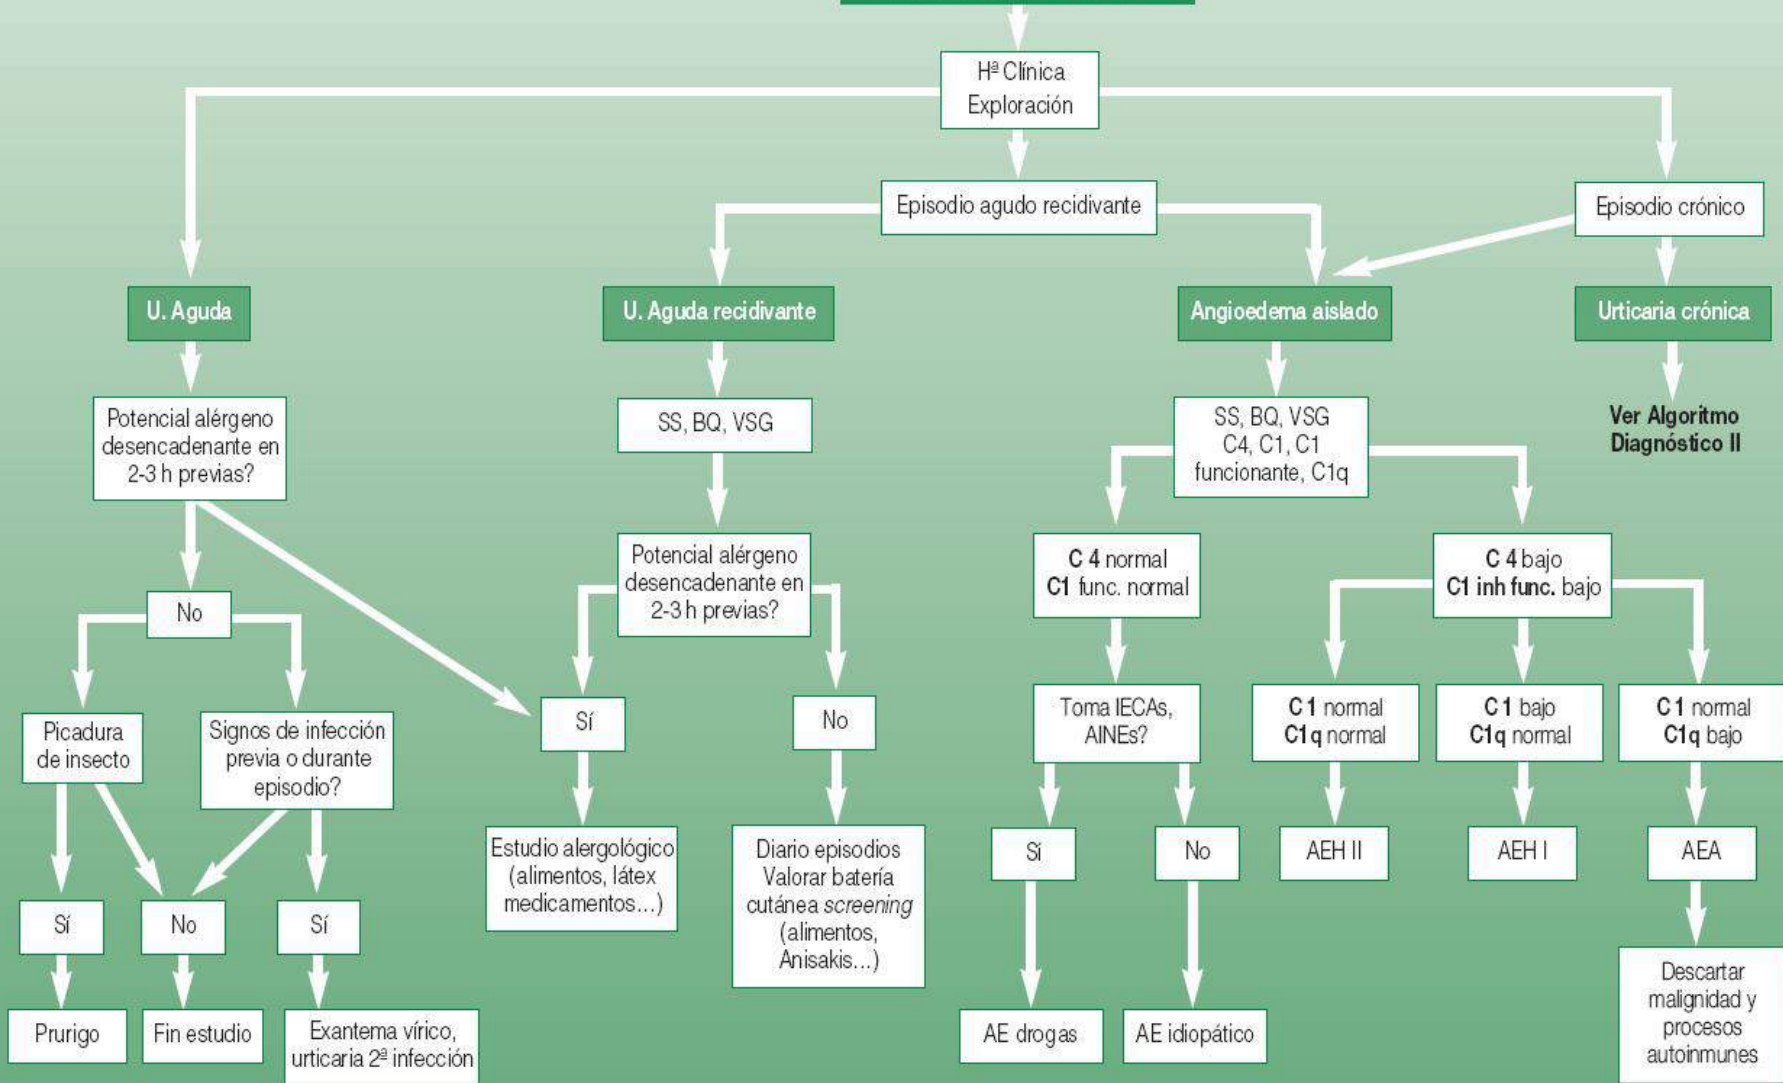 Hª Clínica
Exploración
Episodio agudo recidivante
Episodio crónico
U. Aguda
U. Aguda recidivante
Angioedema aislado
Urticaria crónica
Potencial alérgeno
desencadenante en
2-3 h previas?
SS, BQ, VSG
SS, BQ, VSG
C4, C1, C1
funcionante, C1q
Ver Algoritmo
Diagnóstico II
Potencial alérgeno
desencadenante en
2-3 h previas?
C 4 normal
C1 func. normal
C 4 bajo
C1 inh func. bajo
No
Picadura
de insecto
Signos de infección
previa o durante
episodio?
Sí
No
Toma IECAs,
AINEs?
C 1 normal
C1q normal
C 1 bajo
C1q normal
C 1 normal
C1q bajo
Estudio alergológico
(alimentos, látex
medicamentos...)
Diario episodios
Valorar batería
cutánea screening
(alimentos,
Anisakis...)
Sí
No
AEH II
AEH I
AEA
Sí
No
Sí
Prurigo
Fin estudio
Exantema vírico,
urticaria 2ª infección
AE drogas
AE idiopático
Descartar
malignidad y
procesos
autoinmunes